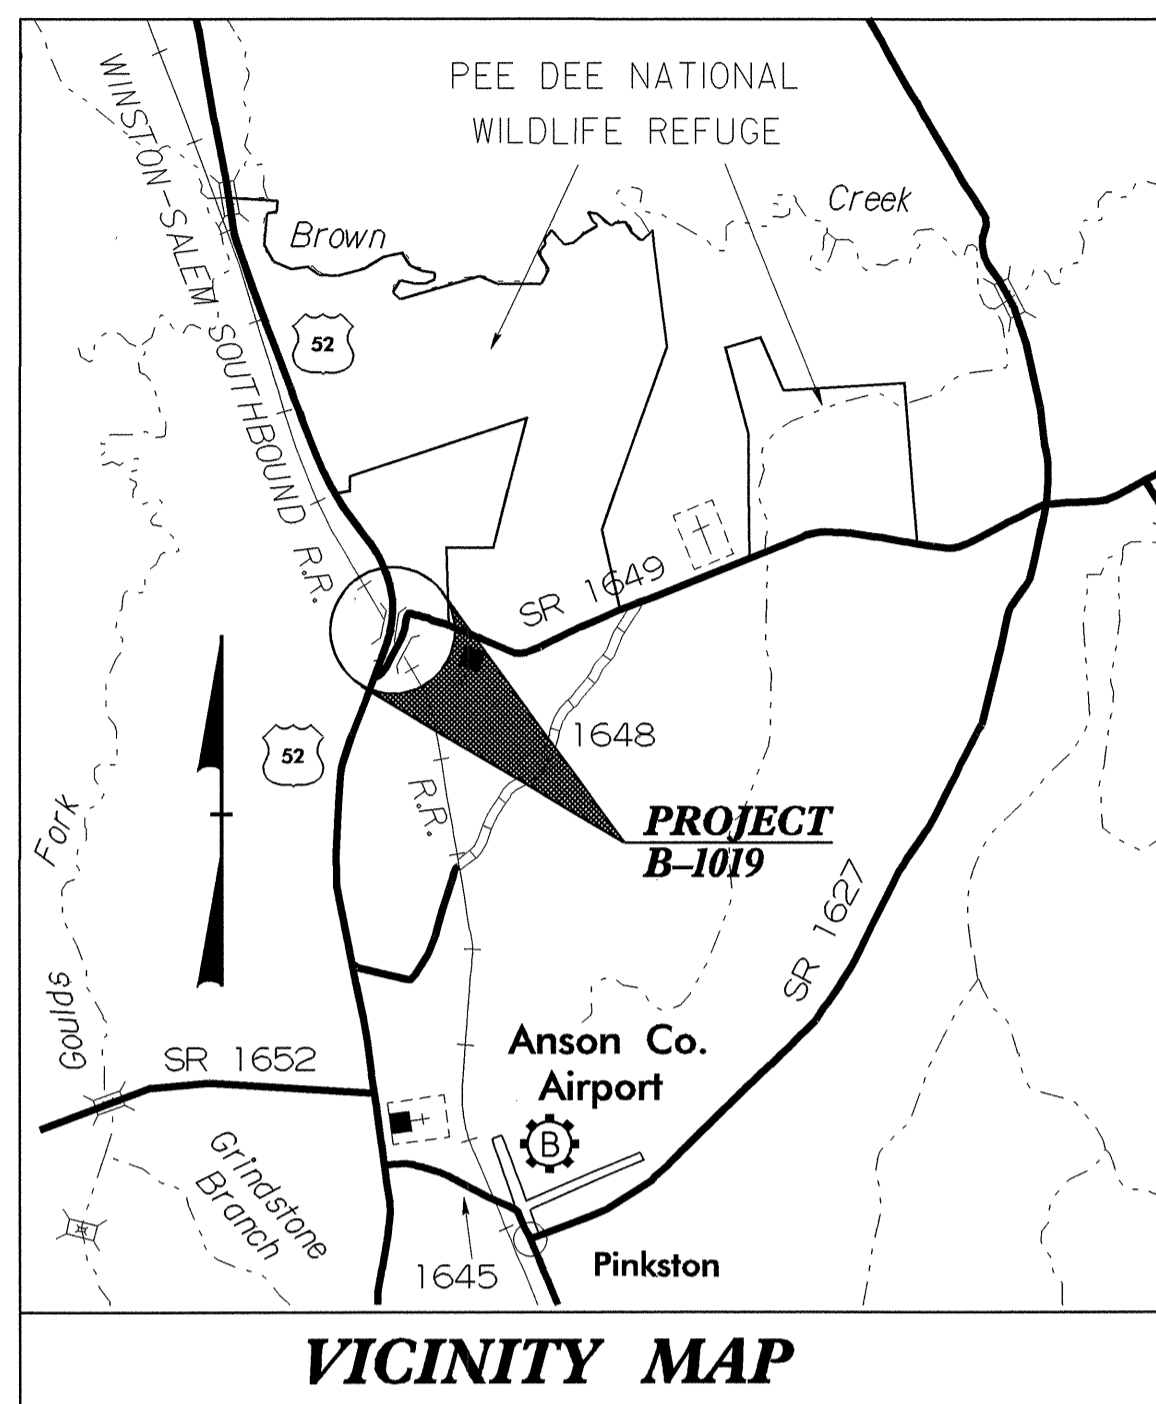 PEE DEE NATIONAL
WILDLIFE REFUGE
WINSTON-SALEM SOUTHBOUND R.R.
Creek
Brown
52
SR 1649
1648
52
R.R.
PROJECT
B-1019
Fork
Goulds
SR 1627
Anson Co.
Airport
SR 1652
B
Grindstone
Branch
1645
Pinkston
VICINITY MAP